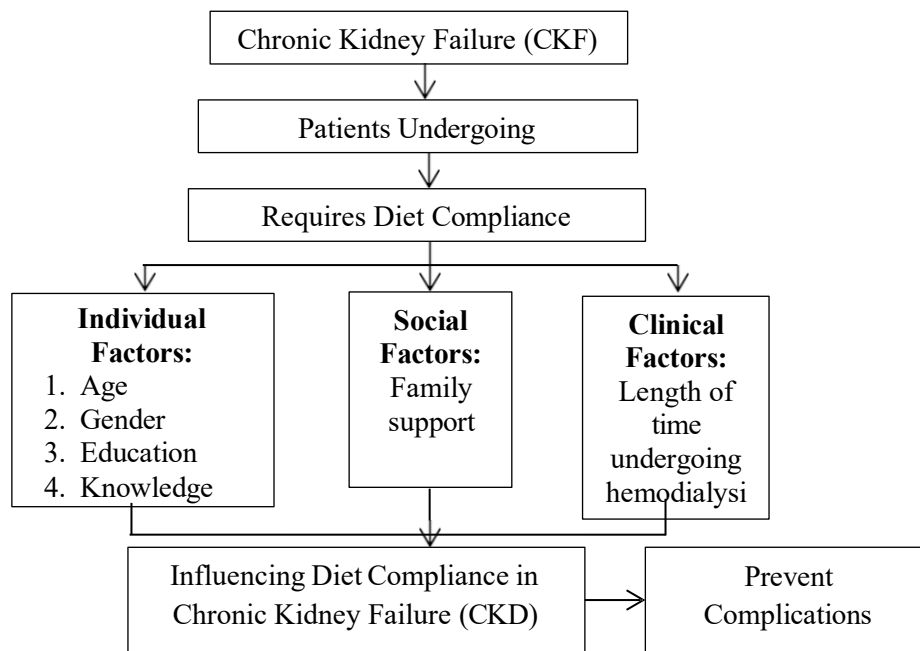 Chronic Kidney Failure (CKF)
Patients Undergoing
Requires Diet Compliance
Individual
Factors:
1. Age
2. Gender
3. Education
4. Knowledge
Social
Factors:
Family
support
Clinical
Factors:
Length of
time
undergoing
hemodialysi
Influencing Diet Compliance in
Chronic Kidney Failure (CKD)
Prevent
Complications